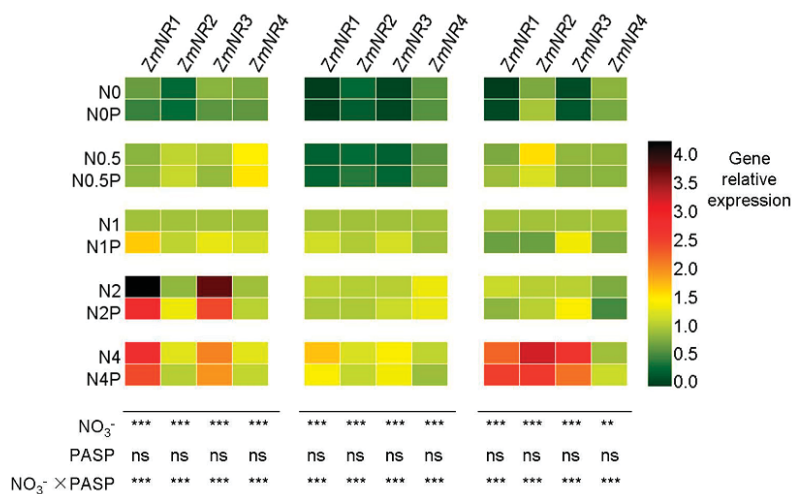 ZmNR1 ZmNR2 ZmNR3 ZmNR4 ZmNR1 ZmNR2 ZmNR3 ZmNR4 ZmNR1 ZmNR2 ZmNR3 ZmNR4
N0
N0P
N0.5
N0.5P
N1
N1P
N2
N2P
N4
N4P
4.0
3.5
3.0
2.5
2.0
1.5
1.0
0.5
0.0
Gene
relative
expression
NO₃⁻ *** *** *** *** *** *** *** *** *** *** *** **
PASP ns ns ns ns ns ns ns ns ns ns ns ns
NO₃⁻ ×PASP *** *** *** *** *** *** *** *** *** *** *** ***